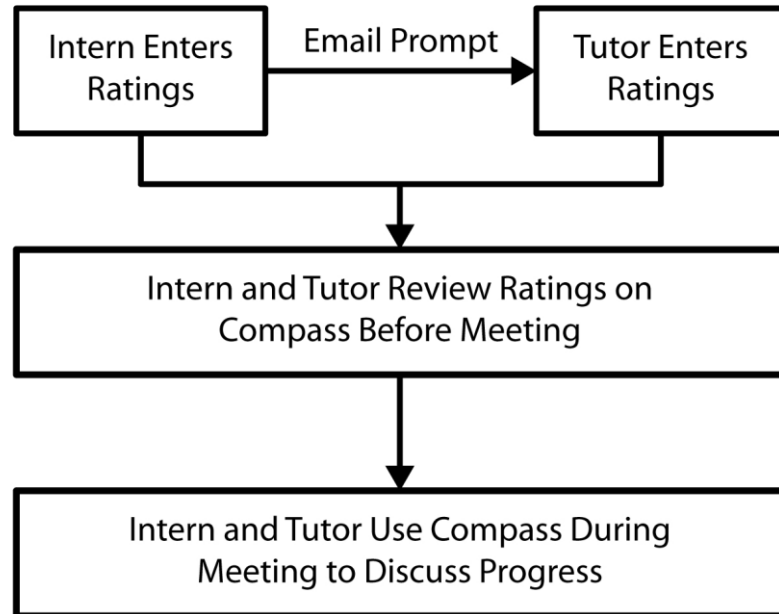 Intern Enters
Ratings
Email Prompt
Tutor Enters
Ratings
Intern and Tutor Review Ratings on
Compass Before Meeting
Intern and Tutor Use Compass During
Meeting to Discuss Progress